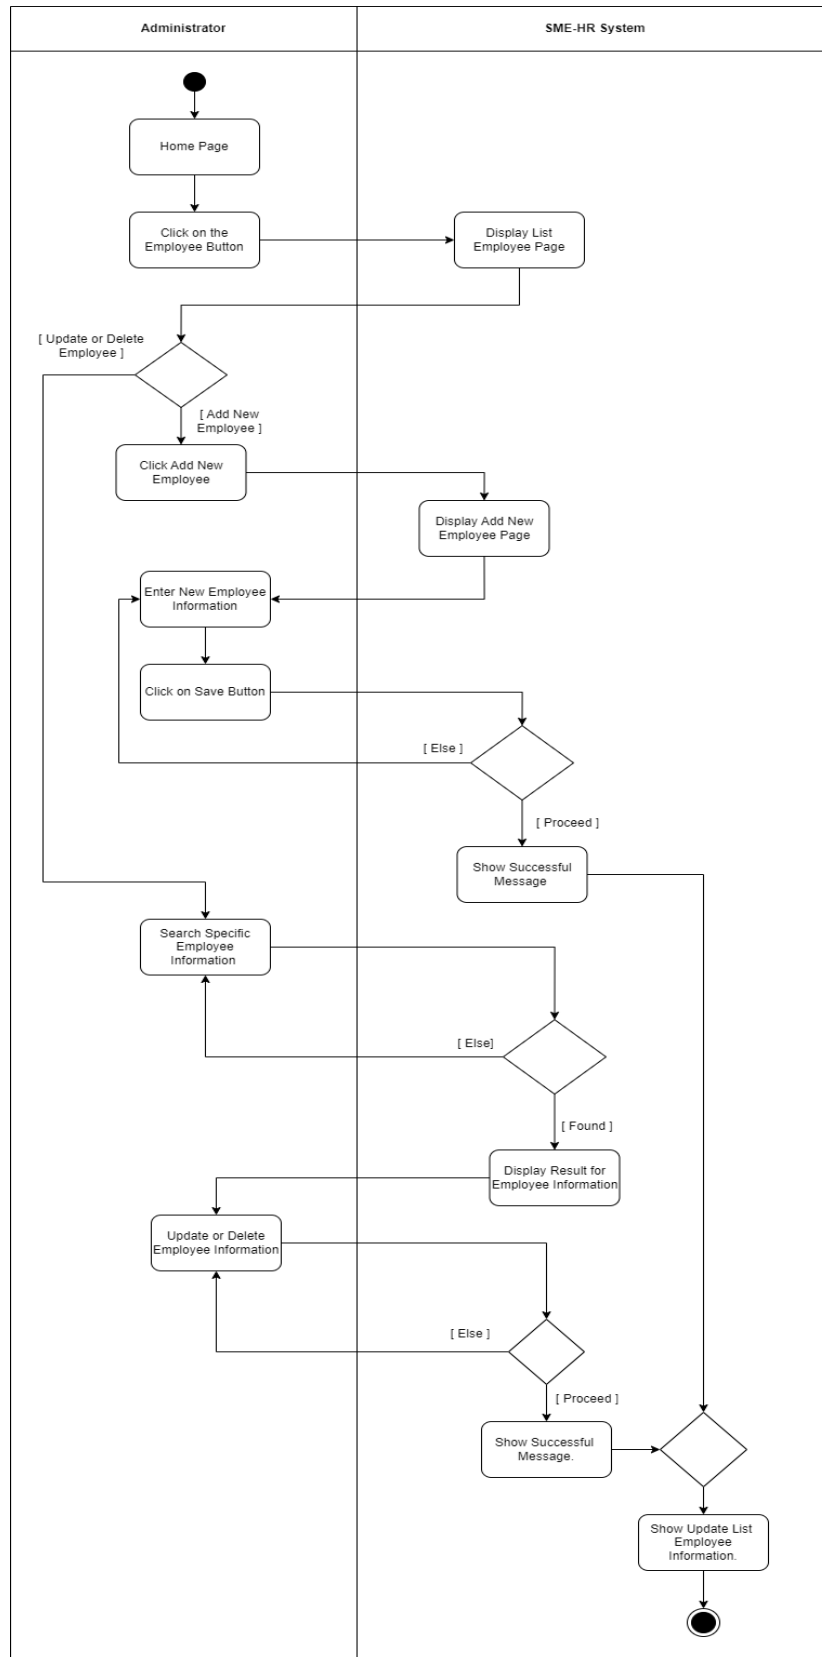 Administrator
SME-HR System
Home Page
Click on the
Employee Button
Display List
Employee Page
[ Update or Delete
Employee ]
[ Add New
Employee ]
Click Add New
Employee
Display Add New
Employee Page
Enter New Employee
Information
Click on Save Button
[ Else ]
[ Proceed ]
Show Successful
Message
Search Specific
Employee
Information
[ Else]
[ Found ]
Display Result for
Employee Information
Update or Delete
Employee Information
[ Else ]
[ Proceed ]
Show Successful
Message.
Show Update List
Employee
Information.